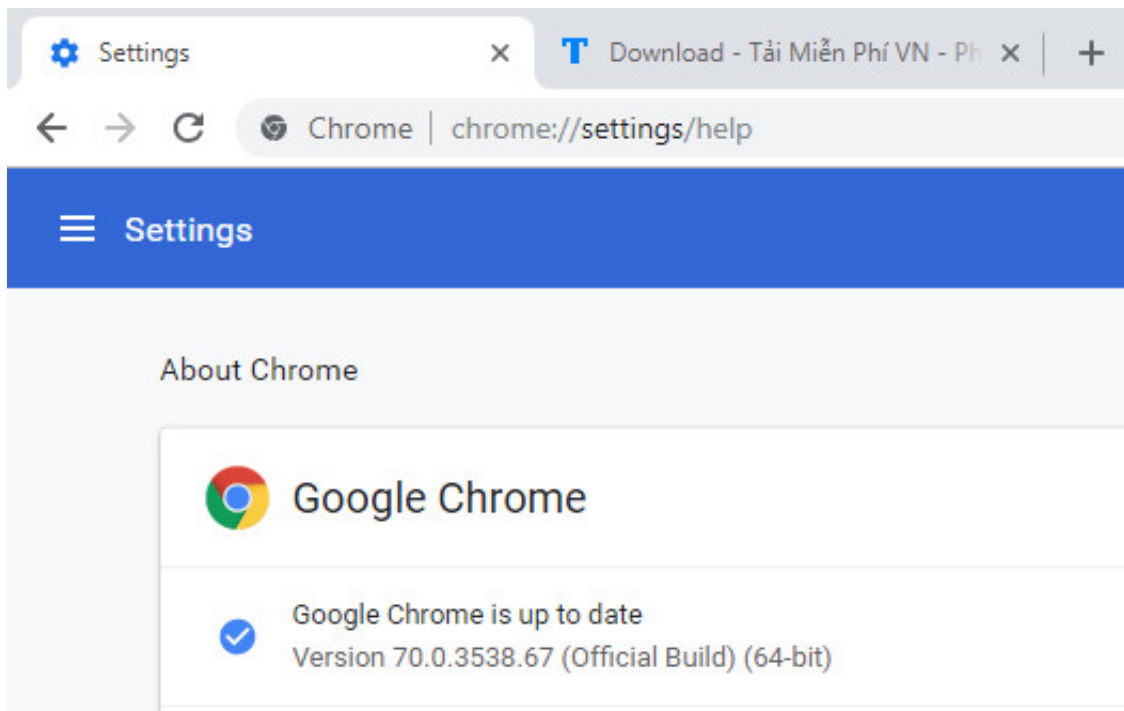 Settings
Download - Tải Miễn Phí VN - Ph
Chrome | chrome://settings/help
Settings
About Chrome
Google Chrome
Google Chrome is up to date
Version 70.0.3538.67 (Official Build) (64-bit)